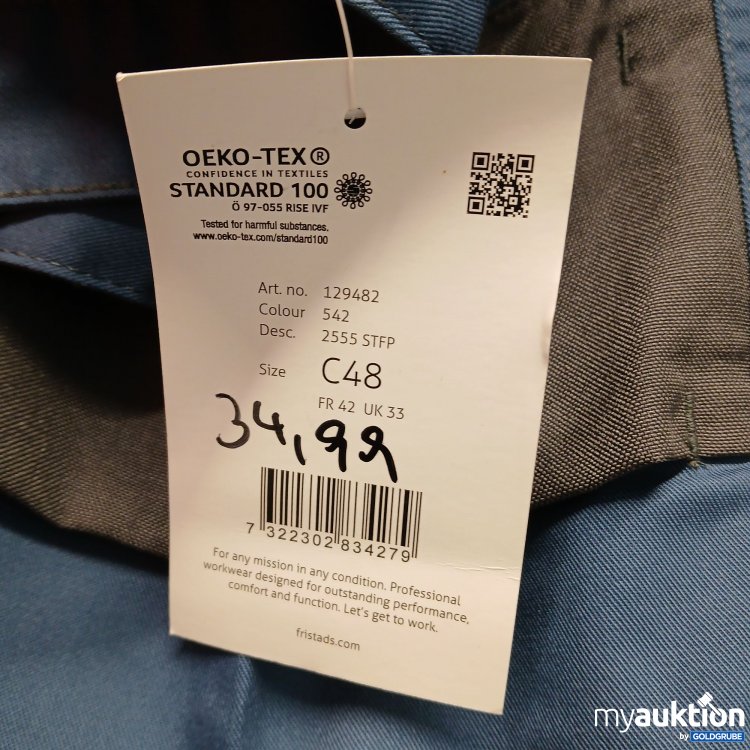 OEKO-TEX®
CONFIDENCE IN TEXTILES
STANDARD 100
Ö 97-055 RISE IVF
Tested for harmful substances.
www.oeko-tex.com/standard100
Art. no. 129482
Colour 542
Desc. 2555 STFP
Size C48
FR 42 UK 33
34,99
7 322302 834279
For any mission in any condition. Professional
workwear designed for outstanding performance,
comfort and function. Let's get to work.
fristads.com
myauktion
by GOLDGRUBE